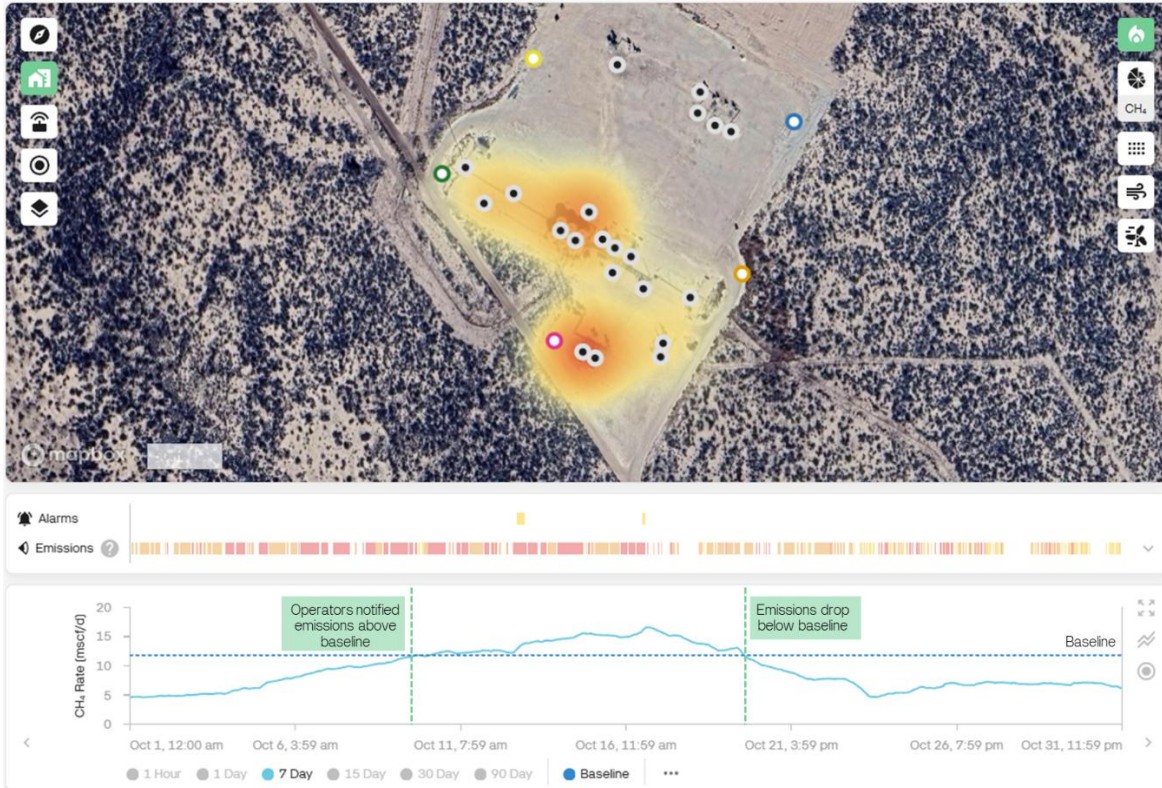 CH₄
mapbox
Alarms
Emissions ?
CH₄ Rate (mscf/d)
20
15
10
5
0
Operators notified
emissions above
baseline
Emissions drop
below baseline
Baseline
Oct 1, 12:00 am Oct 6, 3:59 am Oct 11, 7:59 am Oct 16, 11:59 am Oct 21, 3:59 pm Oct 26, 7:59 pm Oct 31, 11:59 pm
1 Hour 1 Day 7 Day 15 Day 30 Day 90 Day Baseline